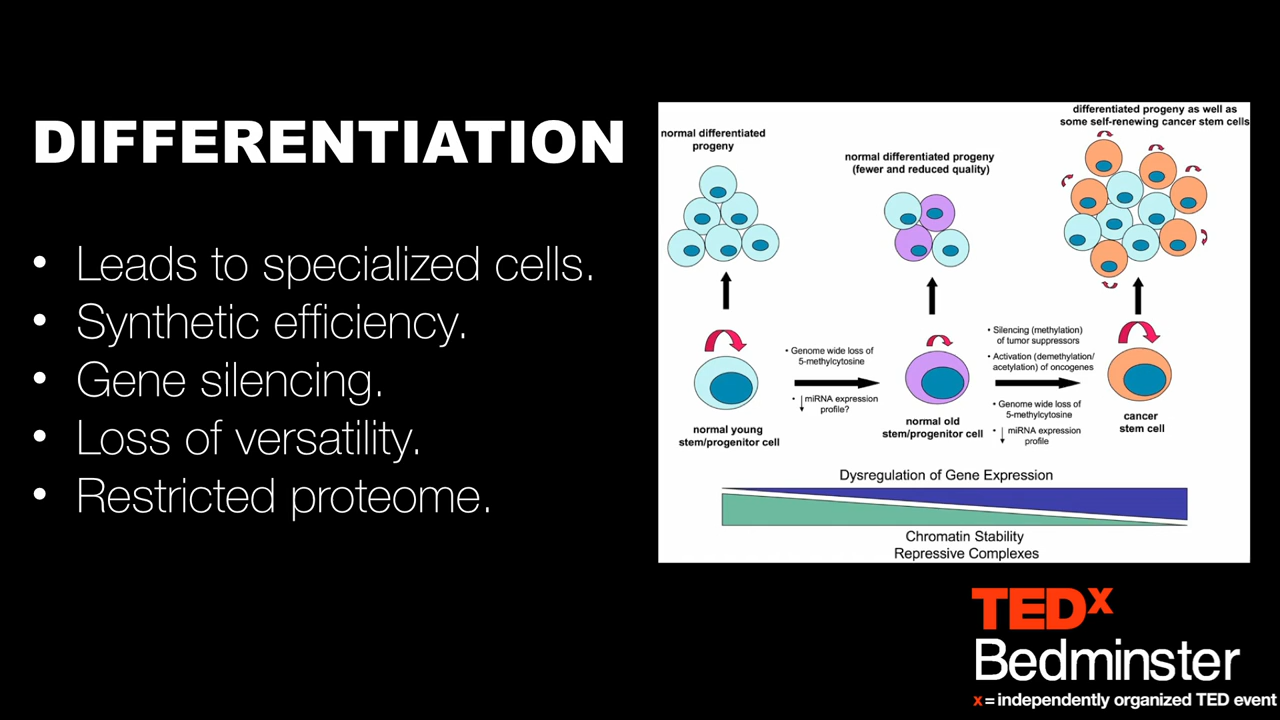 DIFFERENTIATION
• Leads to specialized cells.
• Synthetic efficiency.
• Gene silencing.
• Loss of versatility.
• Restricted proteome.
normal differentiated
progeny
normal differentiated progeny
(fewer and reduced quality)
differentiated progeny as well as
some self-renewing cancer stem cells
• Genome wide loss of
5-methylcytosine
• ↓ miRNA expression
profile?
• Silencing (methylation)
of tumor suppressors
• Activation (demethylation/
acetylation) of oncogenes
• Genome wide loss of
5-methylcytosine
• ↓ miRNA expression
profile
normal young
stem/progenitor cell
normal old
stem/progenitor cell
cancer
stem cell
Dysregulation of Gene Expression
Chromatin Stability
Repressive Complexes
TEDx
Bedminster
x = independently organized TED event